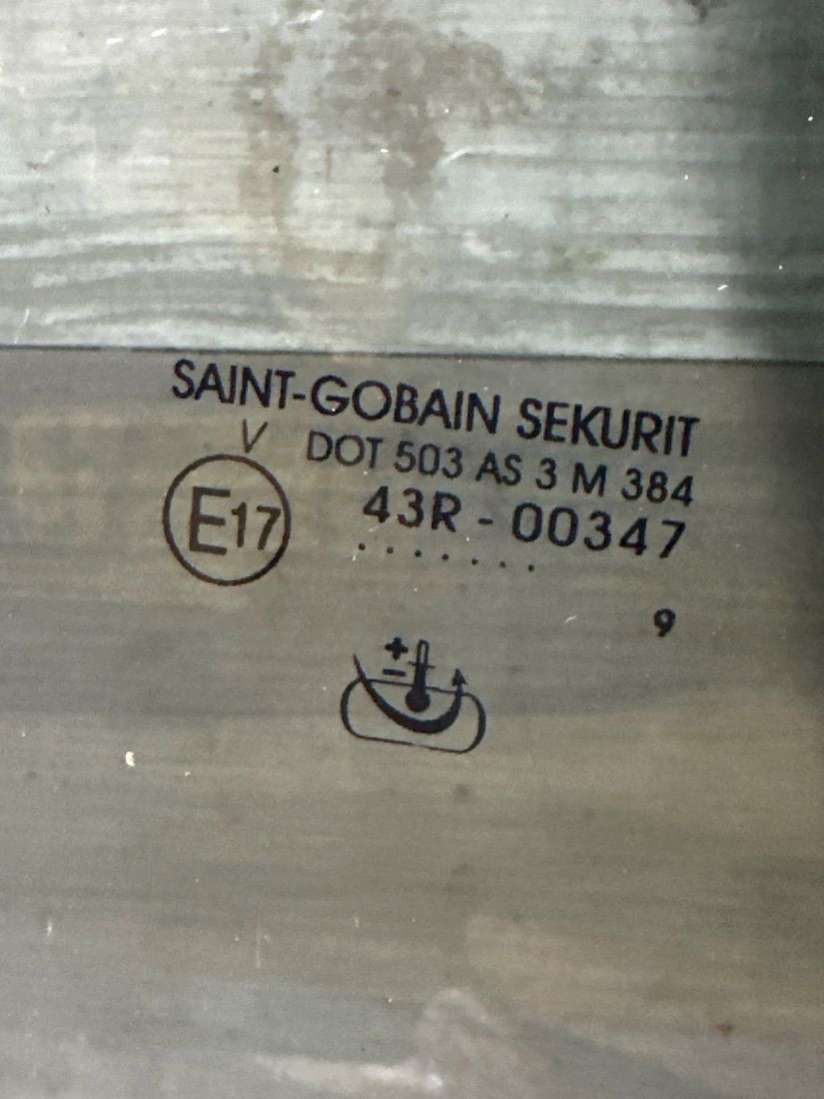 SAINT-GOBAIN SEKURIT
V DOT 503 AS 3 M 384
E17 43R - 00347
.......
9
+
-